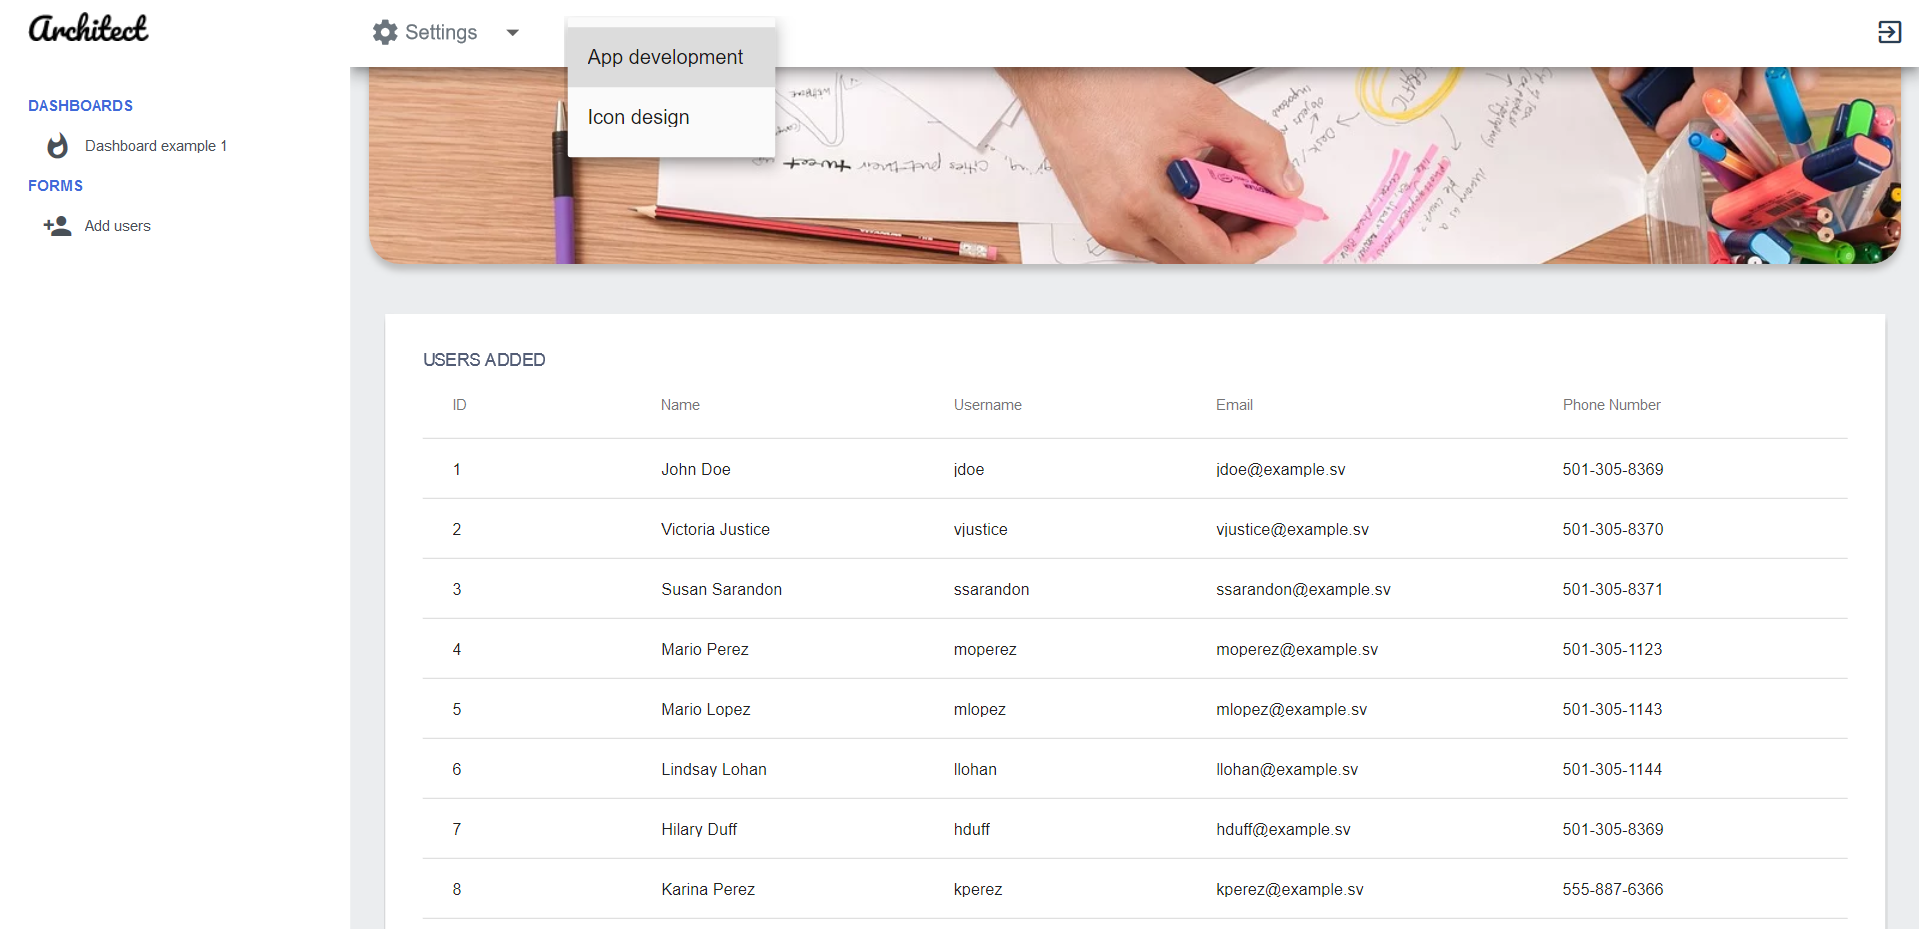 Architect
Settings
App development
Icon design
DASHBOARDS
Dashboard example 1
FORMS
Add users
USERS ADDED
ID Name Username Email Phone Number
1 John Doe jdoe jdoe@example.sv 501-305-8369
2 Victoria Justice vjustice vjustice@example.sv 501-305-8370
3 Susan Sarandon ssarandon ssarandon@example.sv 501-305-8371
4 Mario Perez moperez moperez@example.sv 501-305-1123
5 Mario Lopez mlopez mlopez@example.sv 501-305-1143
6 Lindsay Lohan llohan llohan@example.sv 501-305-1144
7 Hilary Duff hduff hduff@example.sv 501-305-8369
8 Karina Perez kperez kperez@example.sv 555-887-6366